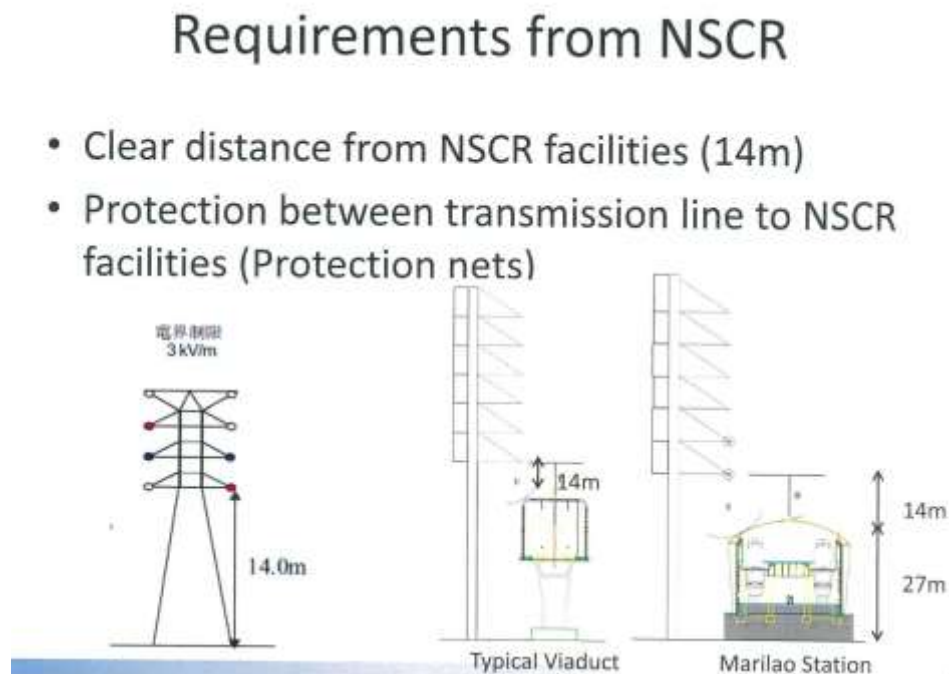 Requirements from NSCR
• Clear distance from NSCR facilities (14m)
• Protection between transmission line to NSCR
facilities (Protection nets)
電界制限
3 kV/m
14.0m
14m
14m
27m
Typical Viaduct
Marilao Station